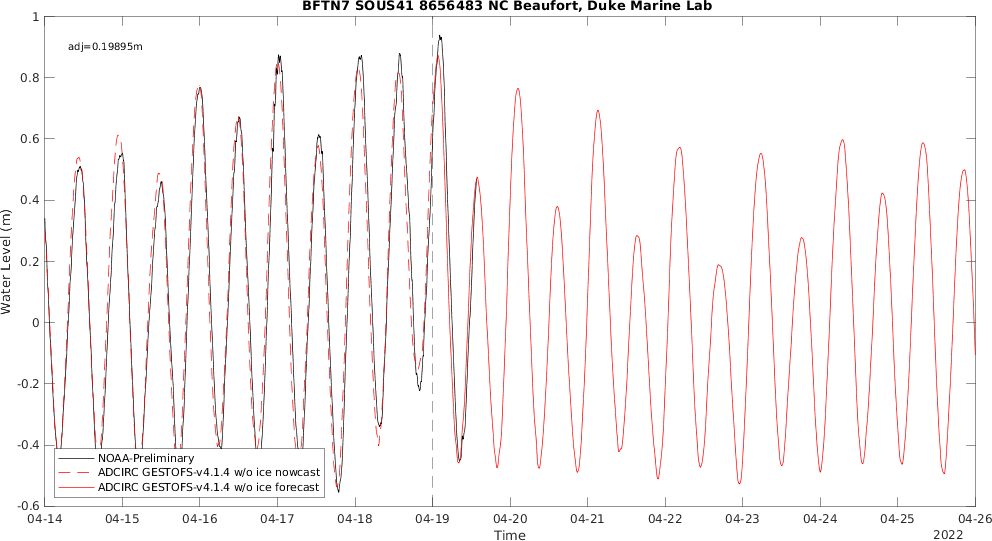 BFTN7 SOUS41 8656483 NC Beaufort, Duke Marine Lab
adj=0.19895m
1
0.8
0.6
0.4
0.2
0
-0.2
-0.4
-0.6
Water Level (m)
NOAA-Preliminary
ADCIRC GESTOFS-v4.1.4 w/o ice nowcast
ADCIRC GESTOFS-v4.1.4 w/o ice forecast
04-14 04-15 04-16 04-17 04-18 04-19 04-20 04-21 04-22 04-23 04-24 04-25 04-26
Time
2022